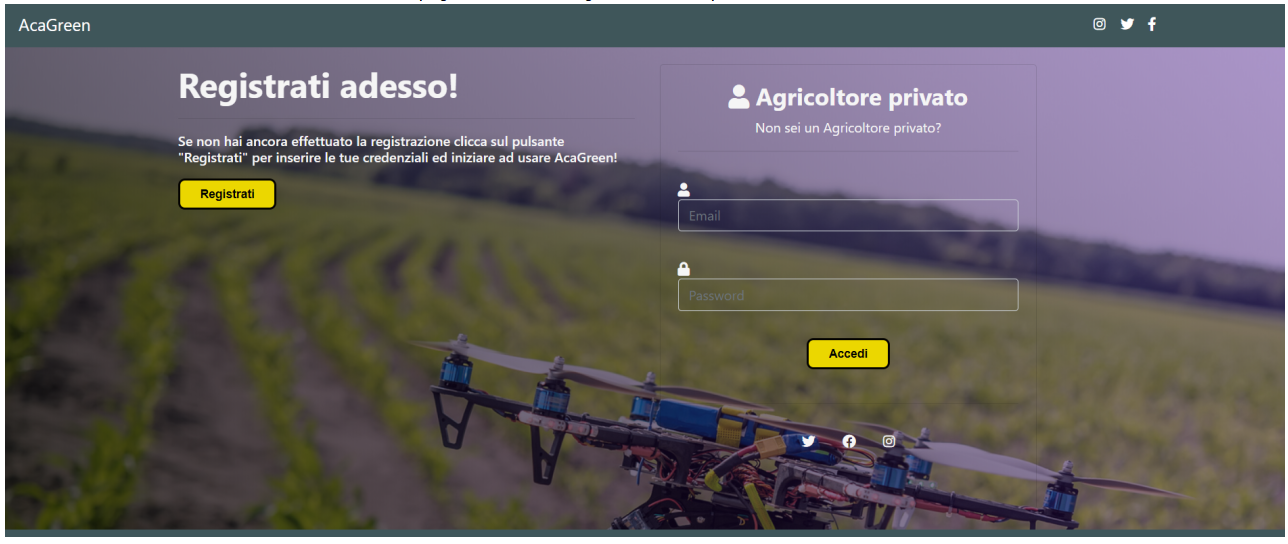 AcaGreen
Registrati adesso!
Se non hai ancora effettuato la registrazione clicca sul pulsante
"Registrati" per inserire le tue credenziali ed iniziare ad usare AcaGreen!
Registrati
Agricoltore privato
Non sei un Agricoltore privato?
Email
Password
Accedi